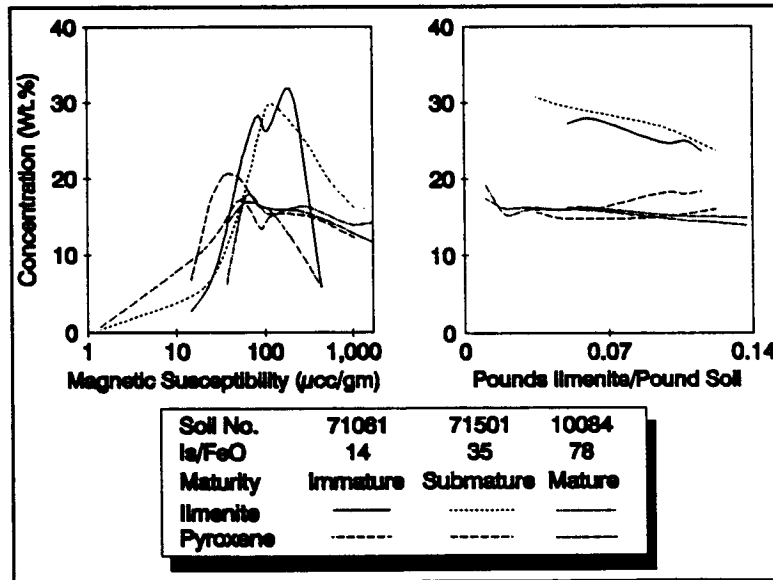 40
30
20
10
0
Concentration (Wt.%)
1
10
100
1,000
Magnetic Susceptibility (μcc/gm)
40
30
20
10
0
0
0.07
0.14
Pounds Ilmenite/Pound Soil
Soil No. 71061 71501 10084
Is/FeO 14 35 78
Maturity Immature Submature Mature
Ilmenite
Pyroxene